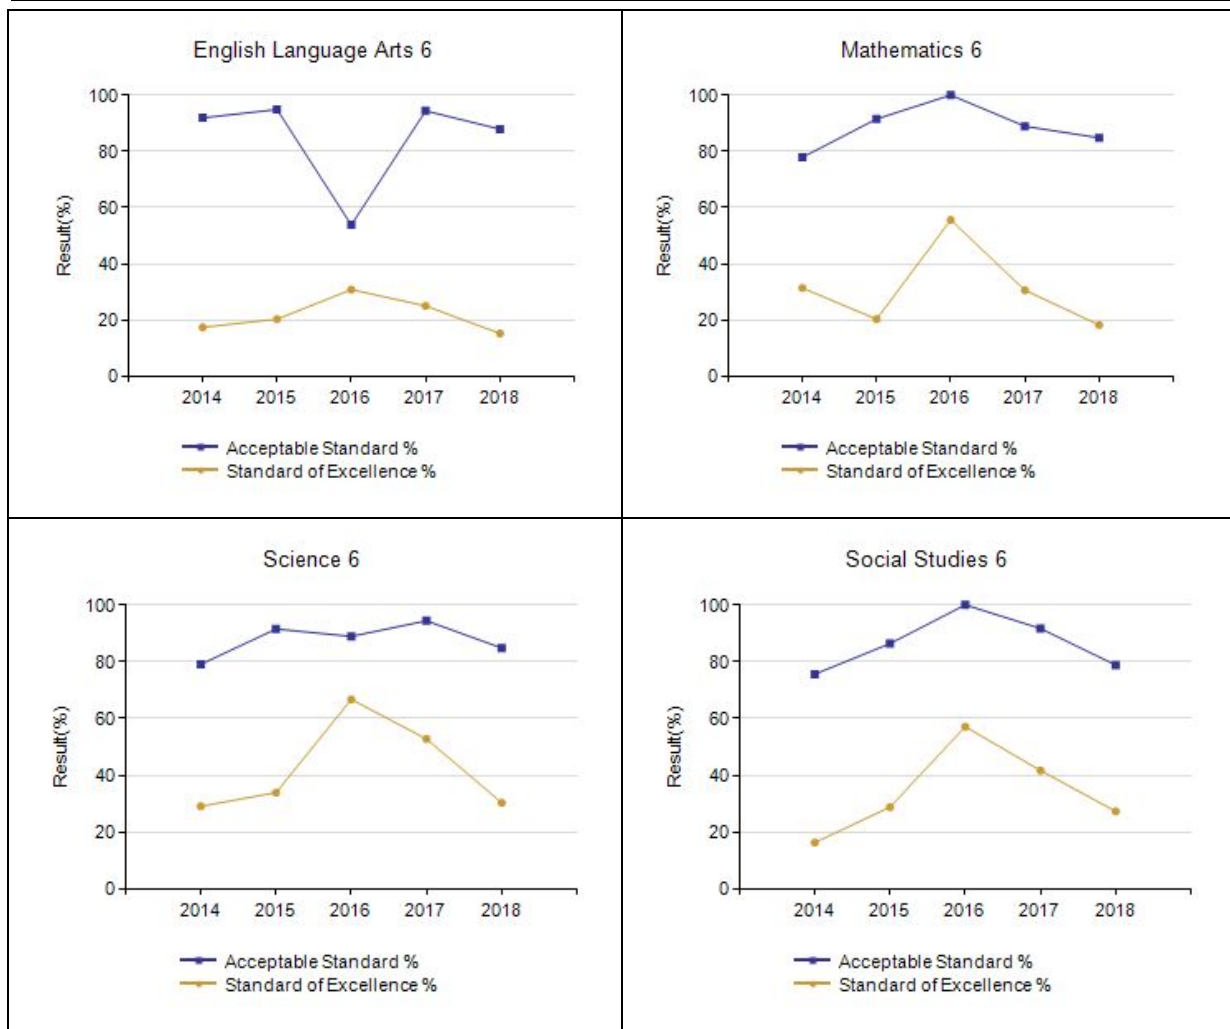 English Language Arts 6
100
80
60
40
20
0
Result(%)
2014 2015 2016 2017 2018
Acceptable Standard %
Standard of Excellence %
Mathematics 6
100
80
60
40
20
0
Result(%)
2014 2015 2016 2017 2018
Acceptable Standard %
Standard of Excellence %
Science 6
100
80
60
40
20
0
Result(%)
2014 2015 2016 2017 2018
Acceptable Standard %
Standard of Excellence %
Social Studies 6
100
80
60
40
20
0
Result(%)
2014 2015 2016 2017 2018
Acceptable Standard %
Standard of Excellence %